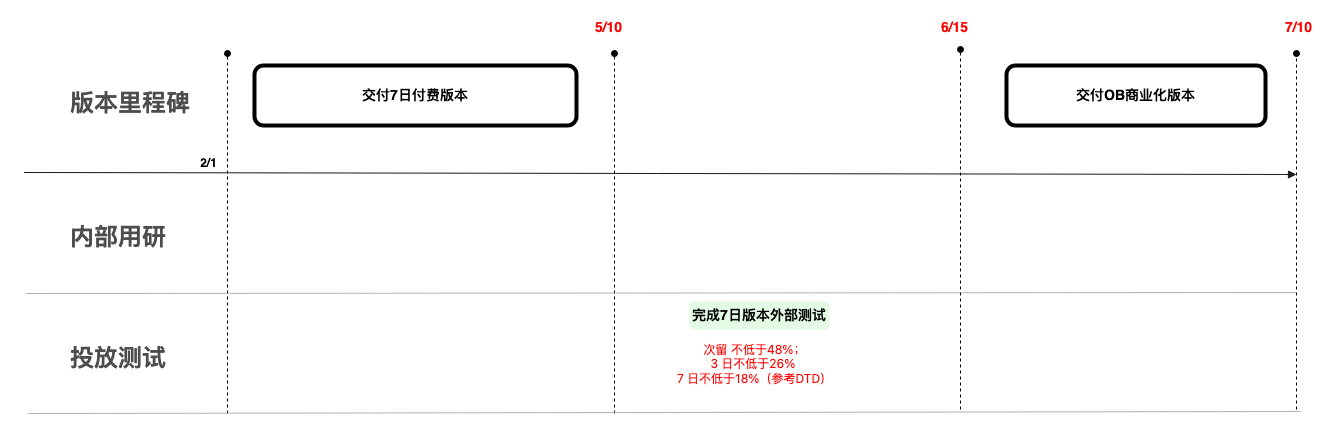 5/10
6/15
7/10
版本里程碑
交付7日付费版本
交付OB商业化版本
2/1
内部用研
投放测试
完成7日版本外部测试
次留 不低于48%；
3 日不低于26%
7 日不低于18%（参考DTD）